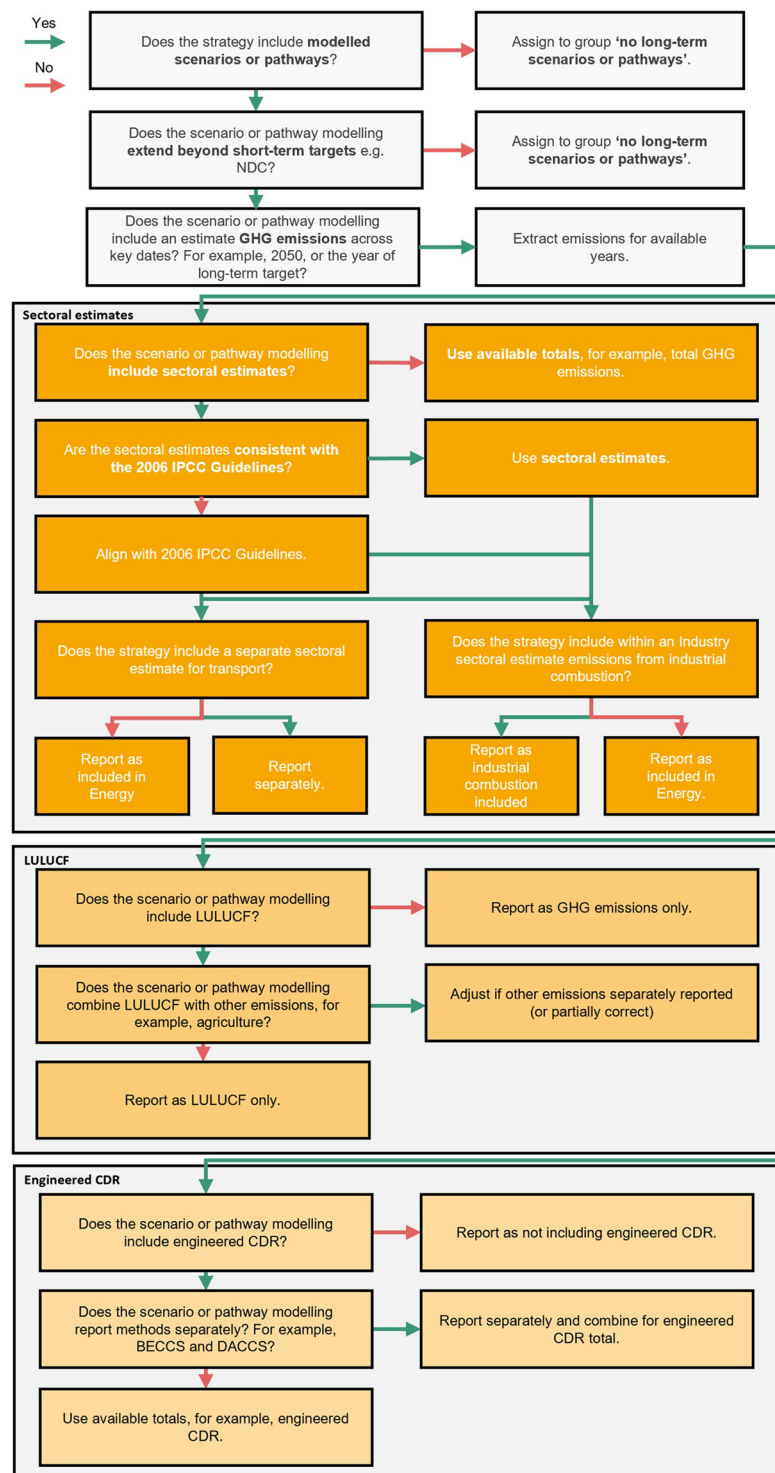 Yes
No
Does the strategy include modelled
scenarios or pathways?
Assign to group ‘no long-term
scenarios or pathways’.
Does the scenario or pathway modelling
extend beyond short-term targets e.g.
NDC?
Assign to group ‘no long-term
scenarios or pathways’.
Does the scenario or pathway modelling
include an estimate GHG emissions across
key dates? For example, 2050, or the year of
long-term target?
Extract emissions for available
years.
Sectoral estimates
Does the scenario or pathway modelling
include sectoral estimates?
Use available totals, for example, total GHG
emissions.
Are the sectoral estimates consistent with
the 2006 IPCC Guidelines?
Use sectoral estimates.
Align with 2006 IPCC Guidelines.
Does the strategy include a separate sectoral
estimate for transport?
Does the strategy include within an Industry
sectoral estimate emissions from industrial
combustion?
Report as
included in
Energy
Report
separately.
Report as
industrial
combustion
included
Report as
included in
Energy.
LULUCF
Does the scenario or pathway modelling
include LULUCF?
Report as GHG emissions only.
Does the scenario or pathway modelling
combine LULUCF with other emissions, for
example, agriculture?
Adjust if other emissions separately reported
(or partially correct)
Report as LULUCF only.
Engineered CDR
Does the scenario or pathway modelling
include engineered CDR?
Report as not including engineered CDR.
Does the scenario or pathway modelling
report methods separately? For example,
BECCS and DACCS?
Report separately and combine for engineered
CDR total.
Use available totals, for example, engineered
CDR.